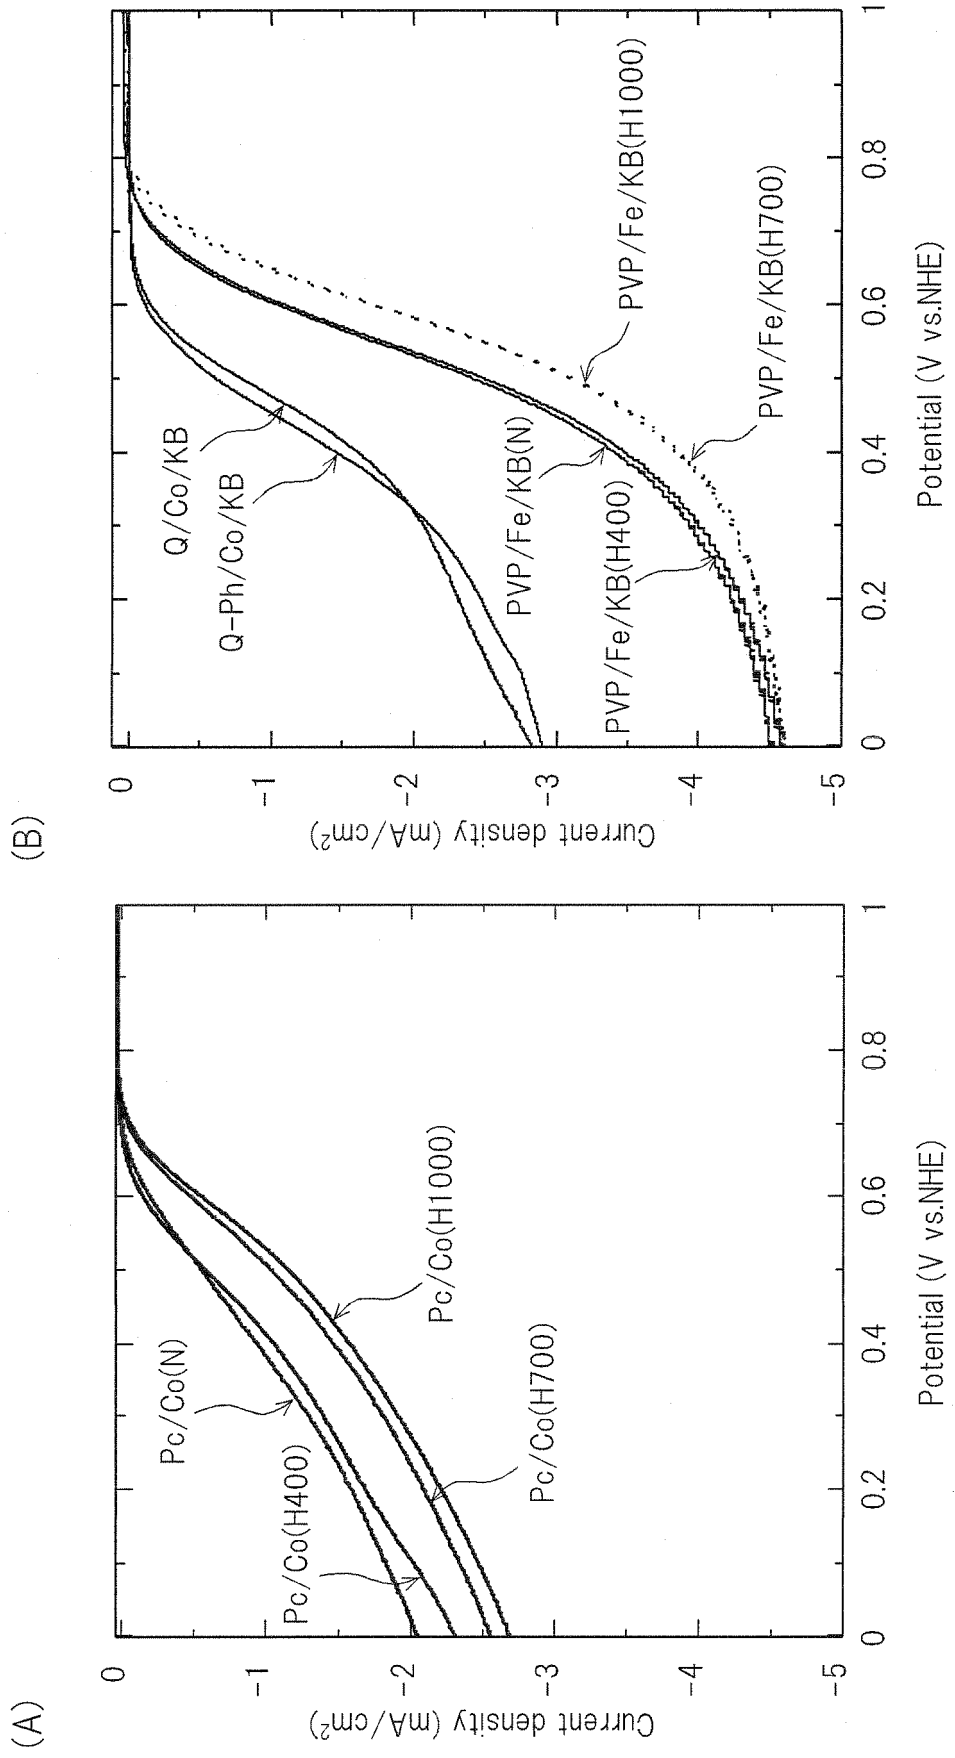 (A)
Current density (mA/cm²)
0
-1
-2
-3
-4
-5
Pc/Co(N)
Pc/Co(H400)
Pc/Co(H1000)
Pc/Co(H700)
0
0.2
0.4
0.6
0.8
1
Potential (V vs.NHE)
(B)
Current density (mA/cm²)
0
-1
-2
-3
-4
-5
Q/Co/KB
Q-Ph/Co/KB
PVP/Fe/KB(N)
PVP/Fe/KB(H400)
PVP/Fe/KB(H1000)
PVP/Fe/KB(H700)
0
0.2
0.4
0.6
0.8
1
Potential (V vs.NHE)